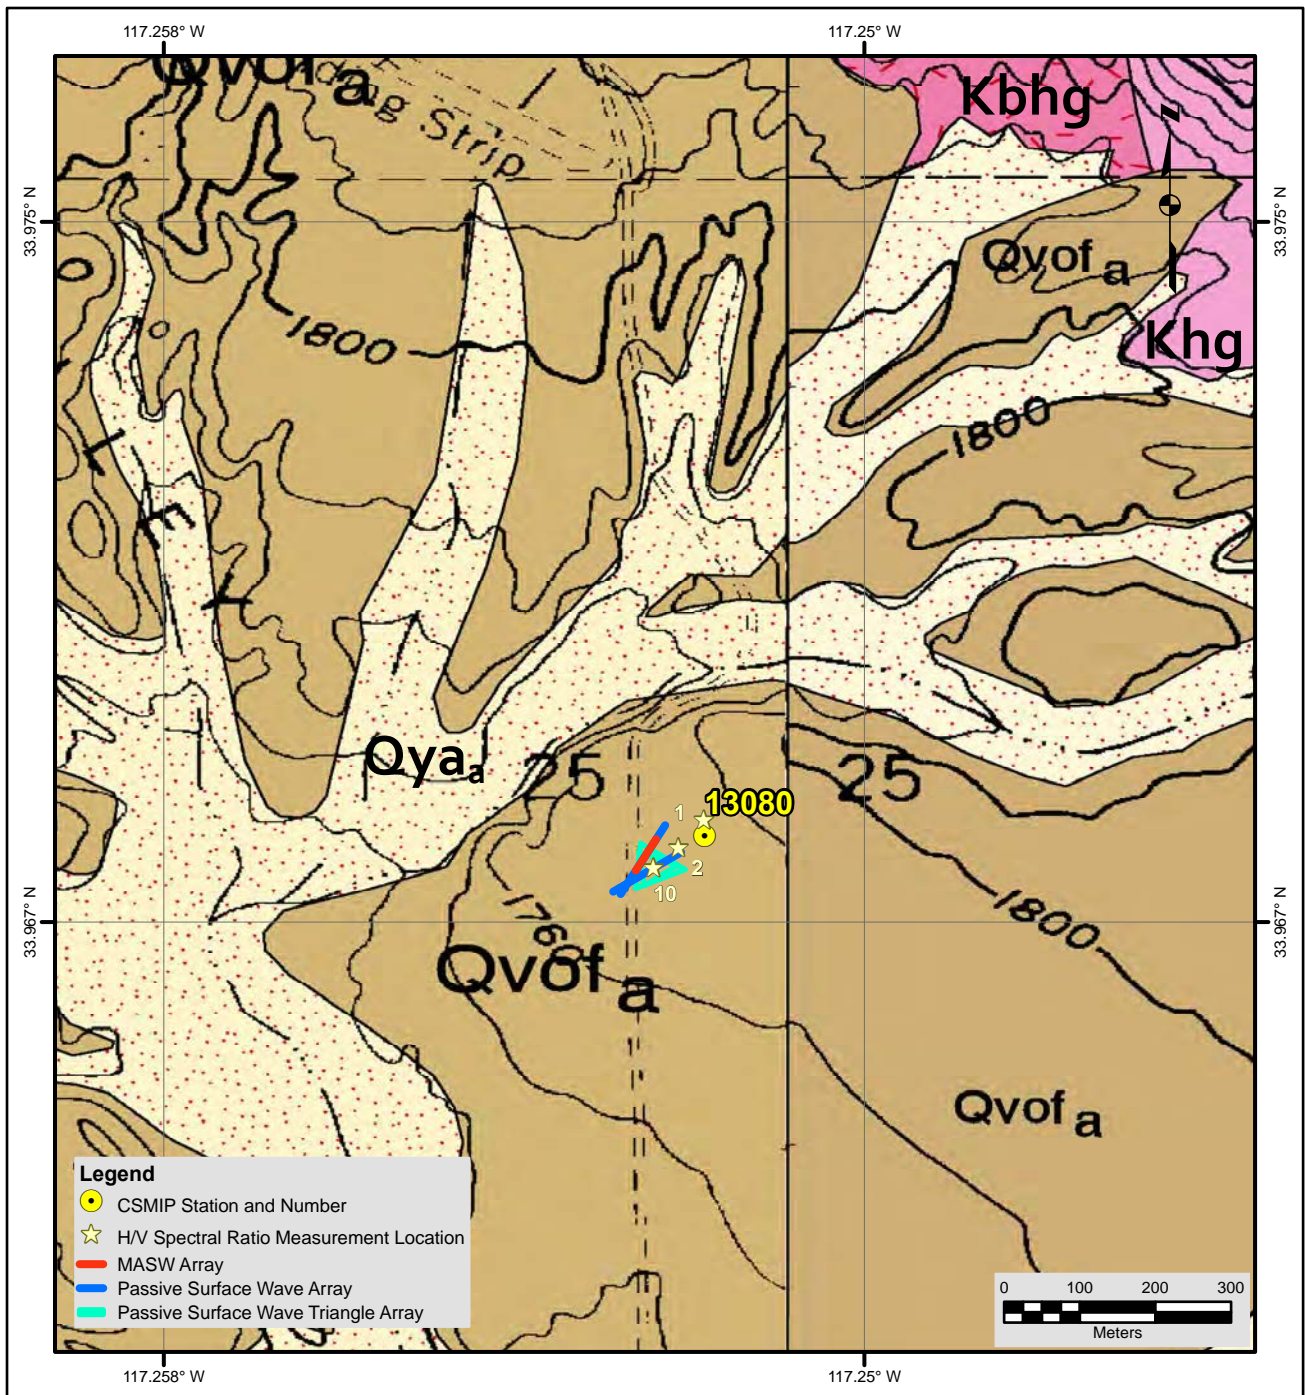 117.258° W
117.25° W
Qvof a
ding Strip
Kbhg
33.975° N
33.975° N
Qvof a
Khg
1800
1800
Qya a
25
25
13080
1
2
10
33.967° N
33.967° N
1760
1800
Qvof a
Qvof a
Legend
CSMIP Station and Number
H/V Spectral Ratio Measurement Location
MASW Array
Passive Surface Wave Array
Passive Surface Wave Triangle Array
0 100 200 300
Meters
117.258° W
117.25° W